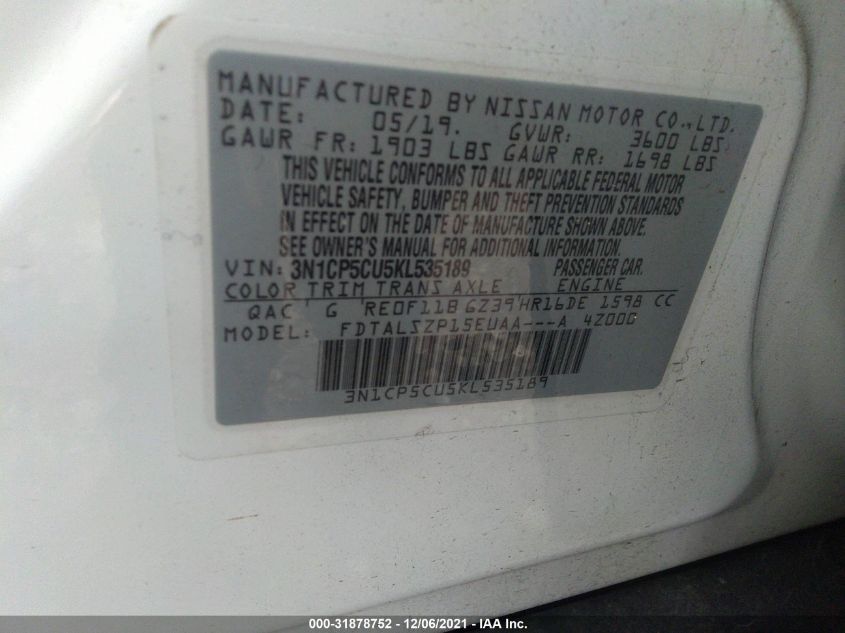 MANUFACTURED BY NISSAN MOTOR CO.,LTD.
DATE: 05/19. GVWR: 3600 LBS
GAWR FR: 1903 LBS GAWR RR: 1698 LBS
THIS VEHICLE CONFORMS TO ALL APPLICABLE FEDERAL MOTOR
VEHICLE SAFETY, BUMPER AND THEFT PREVENTION STANDARDS
IN EFFECT ON THE DATE OF MANUFACTURE SHOWN ABOVE.
SEE OWNER'S MANUAL FOR ADDITIONAL INFORMATION.
VIN: 3N1CP5CU5KL535189 PASSENGER CAR.
COLOR TRIM TRANS AXLE ENGINE
QAC G RE0F11B GZ39 HR16DE 1598 CC
MODEL: FDTALSZP15EUAA---A 4Z000
3N1CP5CU5KL535189
000-31878752 - 12/06/2021 - IAA Inc.